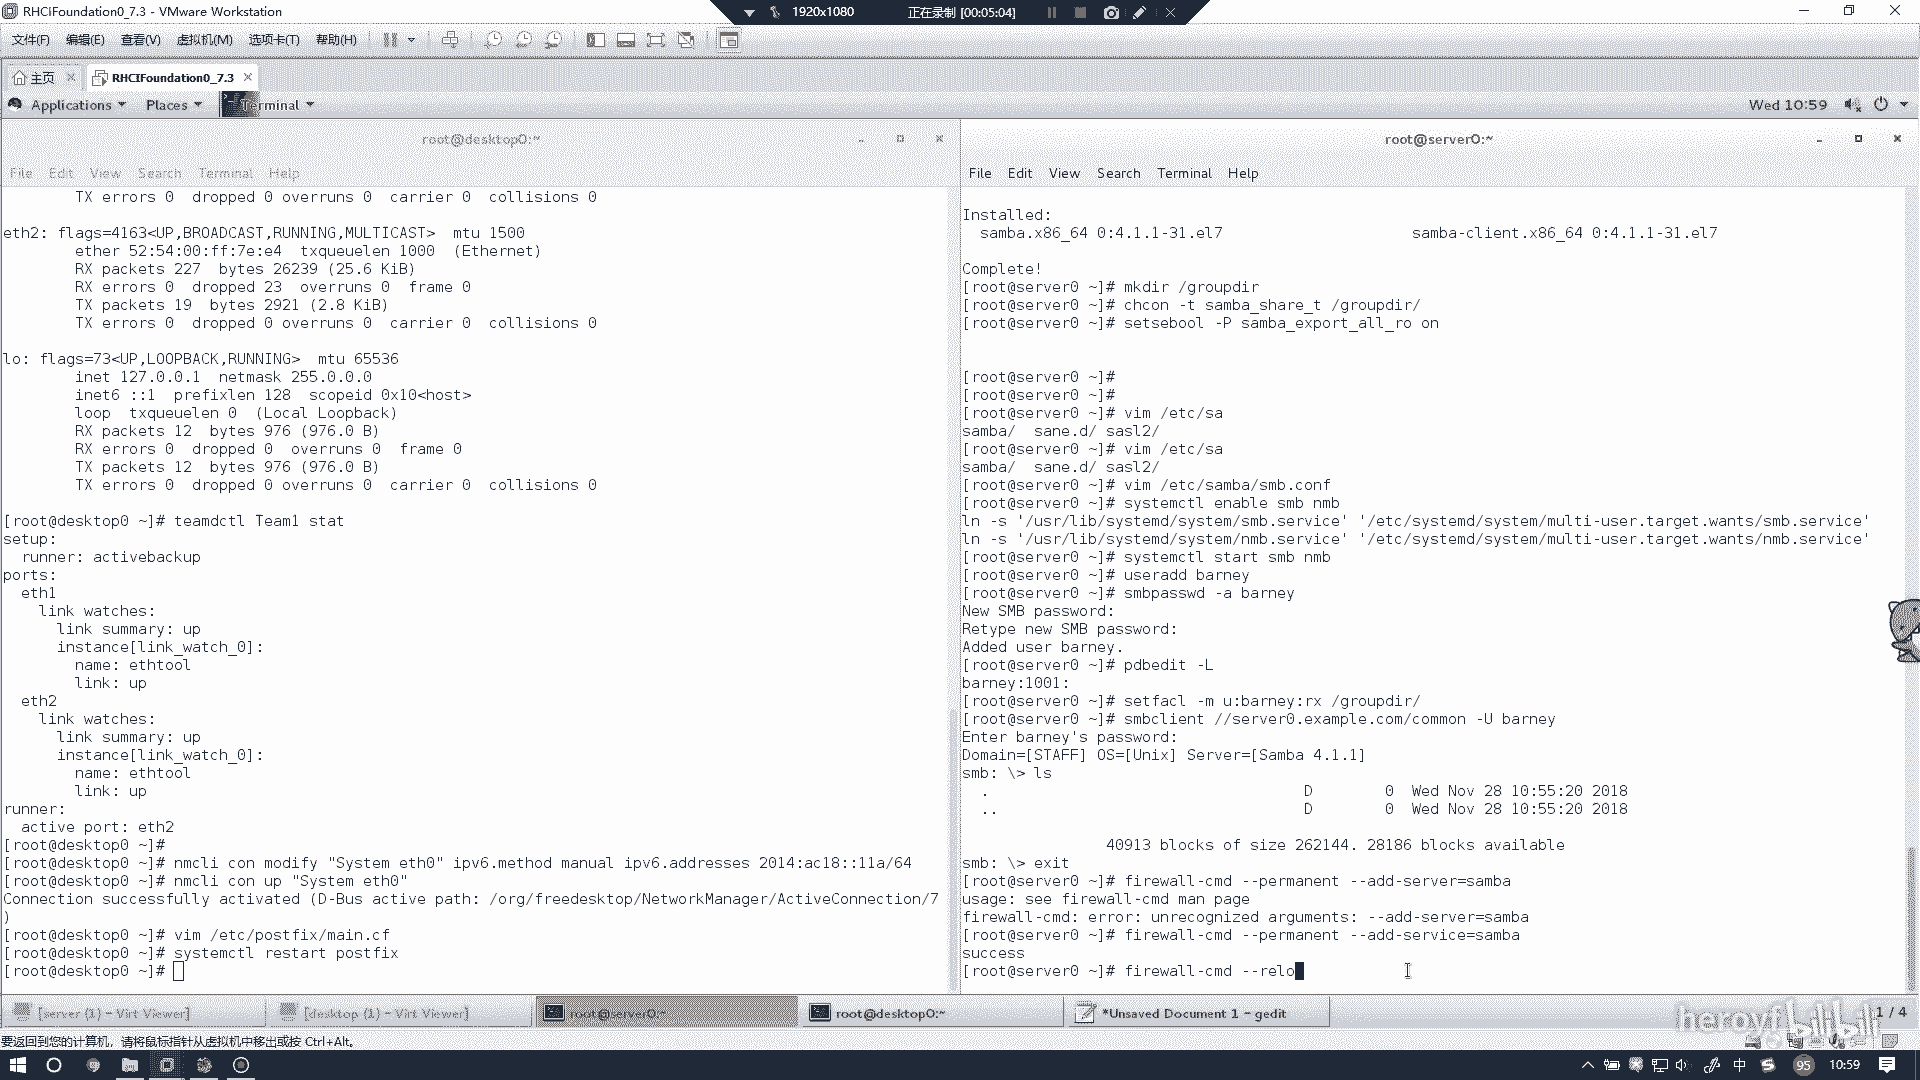 RHCIFoundation0_7.3 - VMware Workstation
1920x1080
正在录制 [00:05:04]
文件(F) 编辑(E) 查看(V) 虚拟机(M) 选项卡(T) 帮助(H)
主页
RHCIFoundation0_7.3
Applications Places Terminal
Wed 10:59
root@desktop0:~
File Edit View Search Terminal Help
TX errors 0 dropped 0 overruns 0 carrier 0 collisions 0
eth2: flags=4163<UP,BROADCAST,RUNNING,MULTICAST> mtu 1500
ether 52:54:00:ff:7e:e4 txqueuelen 1000 (Ethernet)
RX packets 227 bytes 26239 (25.6 KiB)
RX errors 0 dropped 23 overruns 0 frame 0
TX packets 19 bytes 2921 (2.8 KiB)
TX errors 0 dropped 0 overruns 0 carrier 0 collisions 0
lo: flags=73<UP,LOOPBACK,RUNNING> mtu 65536
inet 127.0.0.1 netmask 255.0.0.0
inet6 ::1 prefixlen 128 scopeid 0x10<host>
loop txqueuelen 0 (Local Loopback)
RX packets 12 bytes 976 (976.0 B)
RX errors 0 dropped 0 overruns 0 frame 0
TX packets 12 bytes 976 (976.0 B)
TX errors 0 dropped 0 overruns 0 carrier 0 collisions 0
[root@desktop0 ~]# teamdctl Team1 stat
setup:
runner: activebackup
ports:
eth1
link watches:
link summary: up
instance[link_watch_0]:
name: ethtool
link: up
eth2
link watches:
link summary: up
instance[link_watch_0]:
name: ethtool
link: up
runner:
active port: eth2
[root@desktop0 ~]#
[root@desktop0 ~]# nmcli con modify "System eth0" ipv6.method manual ipv6.addresses 2014:ac18::11a/64
[root@desktop0 ~]# nmcli con up "System eth0"
Connection successfully activated (D-Bus active path: /org/freedesktop/NetworkManager/ActiveConnection/7
)
[root@desktop0 ~]# vim /etc/postfix/main.cf
[root@desktop0 ~]# systemctl restart postfix
[root@desktop0 ~]#
root@server0:~
File Edit View Search Terminal Help
Installed:
samba.x86_64 0:4.1.1-31.el7 samba-client.x86_64 0:4.1.1-31.el7
Complete!
[root@server0 ~]# mkdir /groupdir
[root@server0 ~]# chcon -t samba_share_t /groupdir/
[root@server0 ~]# setsebool -P samba_export_all_ro on
[root@server0 ~]#
[root@server0 ~]#
[root@server0 ~]# vim /etc/sa
samba/ sane.d/ sasl2/
[root@server0 ~]# vim /etc/sa
samba/ sane.d/ sasl2/
[root@server0 ~]# vim /etc/samba/smb.conf
[root@server0 ~]# systemctl enable smb nmb
ln -s '/usr/lib/systemd/system/smb.service' '/etc/systemd/system/multi-user.target.wants/smb.service'
ln -s '/usr/lib/systemd/system/nmb.service' '/etc/systemd/system/multi-user.target.wants/nmb.service'
[root@server0 ~]# systemctl start smb nmb
[root@server0 ~]# useradd barney
[root@server0 ~]# smbpasswd -a barney
New SMB password:
Retype new SMB password:
Added user barney.
[root@server0 ~]# pdbedit -L
barney:1001:
[root@server0 ~]# setfacl -m u:barney:rx /groupdir/
[root@server0 ~]# smbclient //server0.example.com/common -U barney
Enter barney's password:
Domain=[STAFF] OS=[Unix] Server=[Samba 4.1.1]
smb: \> ls
. D 0 Wed Nov 28 10:55:20 2018
.. D 0 Wed Nov 28 10:55:20 2018
40913 blocks of size 262144. 28186 blocks available
smb: \> exit
[root@server0 ~]# firewall-cmd --permanent --add-server=samba
usage: see firewall-cmd man page
firewall-cmd: error: unrecognized arguments: --add-server=samba
[root@server0 ~]# firewall-cmd --permanent --add-service=samba
success
[root@server0 ~]# firewall-cmd --relo
[server (1) - Virt Viewer]
[desktop (1) - Virt Viewer]
root@server0:~
root@desktop0:~
*Unsaved Document 1 - gedit
1 / 4
heroyf bilibili
要返回到您的计算机，请将鼠标指针从虚拟机中移出或按 Ctrl+Alt。
中
95
10:59